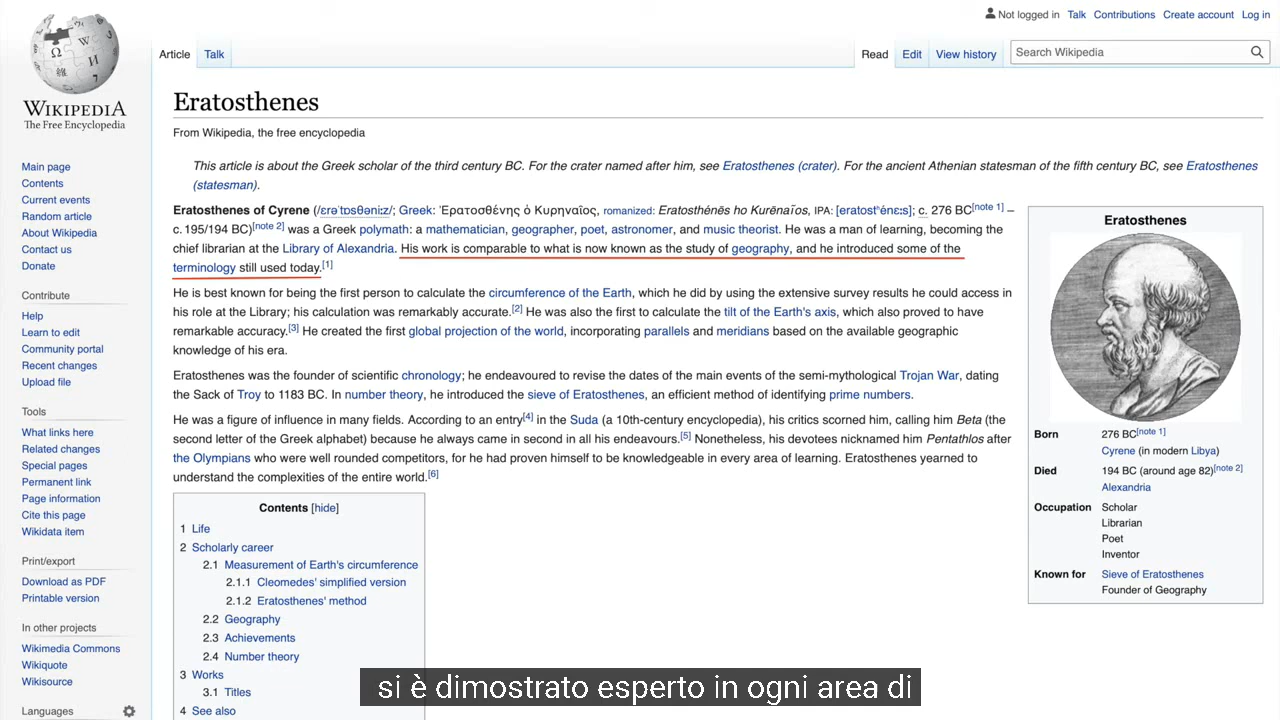 Not logged in Talk Contributions Create account Log in
WIKIPEDIA
The Free Encyclopedia
Article Talk Read Edit View history Search Wikipedia
Main page
Contents
Current events
Random article
About Wikipedia
Contact us
Donate
Contribute
Help
Learn to edit
Community portal
Recent changes
Upload file
Tools
What links here
Related changes
Special pages
Permanent link
Page information
Cite this page
Wikidata item
Print/export
Download as PDF
Printable version
In other projects
Wikimedia Commons
Wikiquote
Wikisource
Languages
Eratosthenes
From Wikipedia, the free encyclopedia
This article is about the Greek scholar of the third century BC. For the crater named after him, see Eratosthenes (crater). For the ancient Athenian statesman of the fifth century BC, see Eratosthenes
(statesman).
Eratosthenes of Cyrene (/ɛrəˈtɒsθəniːz/; Greek: Ἐρατοσθένης ὁ Κυρηναῖος, romanized: Eratosthénēs ho Kurēnaĩos, IPA: [eratostʰénɛːs]; c. 276 BC[note 1] –
c. 195/194 BC)[note 2] was a Greek polymath: a mathematician, geographer, poet, astronomer, and music theorist. He was a man of learning, becoming the
chief librarian at the Library of Alexandria. His work is comparable to what is now known as the study of geography, and he introduced some of the
terminology still used today.[1]
He is best known for being the first person to calculate the circumference of the Earth, which he did by using the extensive survey results he could access in
his role at the Library; his calculation was remarkably accurate.[2] He was also the first to calculate the tilt of the Earth's axis, which also proved to have
remarkable accuracy.[3] He created the first global projection of the world, incorporating parallels and meridians based on the available geographic
knowledge of his era.
Eratosthenes was the founder of scientific chronology; he endeavoured to revise the dates of the main events of the semi-mythological Trojan War, dating
the Sack of Troy to 1183 BC. In number theory, he introduced the sieve of Eratosthenes, an efficient method of identifying prime numbers.
He was a figure of influence in many fields. According to an entry[4] in the Suda (a 10th-century encyclopedia), his critics scorned him, calling him Beta (the
second letter of the Greek alphabet) because he always came in second in all his endeavours.[5] Nonetheless, his devotees nicknamed him Pentathlos after
the Olympians who were well rounded competitors, for he had proven himself to be knowledgeable in every area of learning. Eratosthenes yearned to
understand the complexities of the entire world.[6]
Contents [hide]
1 Life
2 Scholarly career
2.1 Measurement of Earth's circumference
2.1.1 Cleomedes' simplified version
2.1.2 Eratosthenes' method
2.2 Geography
2.3 Achievements
2.4 Number theory
3 Works
3.1 Titles
4 See also
Eratosthenes
Born 276 BC[note 1]
Cyrene (in modern Libya)
Died 194 BC (around age 82)[note 2]
Alexandria
Occupation Scholar
Librarian
Poet
Inventor
Known for Sieve of Eratosthenes
Founder of Geography
si è dimostrato esperto in ogni area di